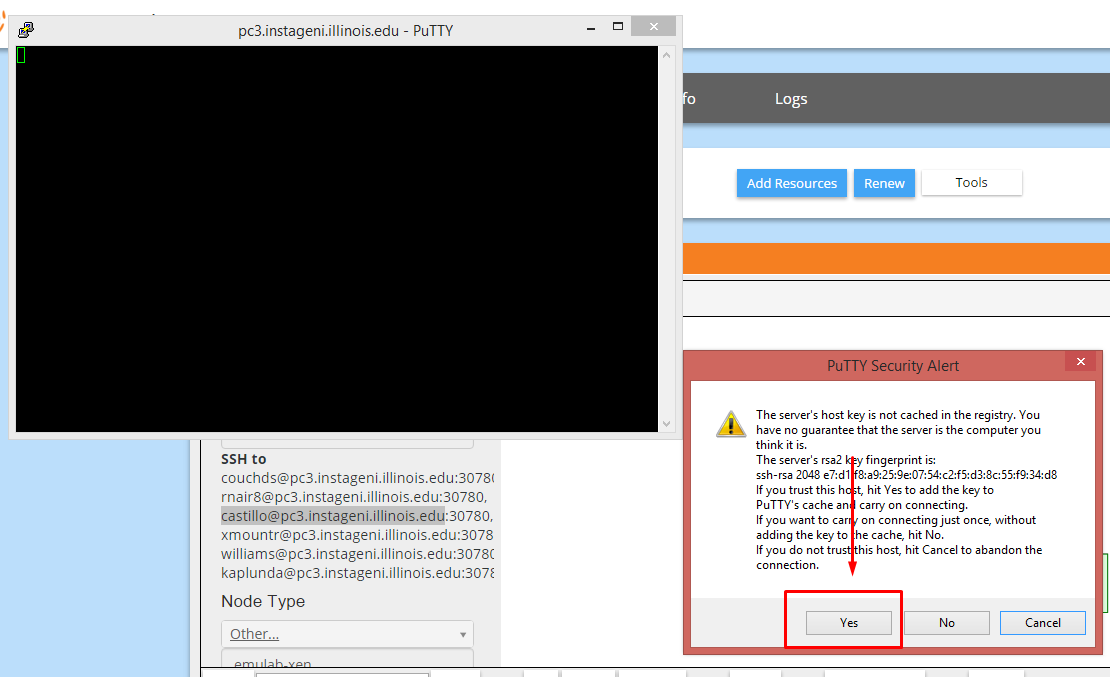 pc3.instageni.illinois.edu - PuTTY
fo
Logs
Add Resources
Renew
Tools
PuTTY Security Alert
The server's host key is not cached in the registry. You
have no guarantee that the server is the computer you
think it is.
The server's rsa2 key fingerprint is:
ssh-rsa 2048 e7:d1:f8:a9:25:9e:07:54:c2:f5:d3:8c:55:f9:34:d8
If you trust this host, hit Yes to add the key to
PuTTY's cache and carry on connecting.
If you want to carry on connecting just once, without
adding the key to the cache, hit No.
If you do not trust this host, hit Cancel to abandon the
connection.
Yes
No
Cancel
SSH to
couchds@pc3.instageni.illinois.edu:30780
rnair8@pc3.instageni.illinois.edu:30780,
castillo@pc3.instageni.illinois.edu:30780,
xmountr@pc3.instageni.illinois.edu:3078
williams@pc3.instageni.illinois.edu:30780
kaplunda@pc3.instageni.illinois.edu:3078
Node Type
Other...
emulab-xen